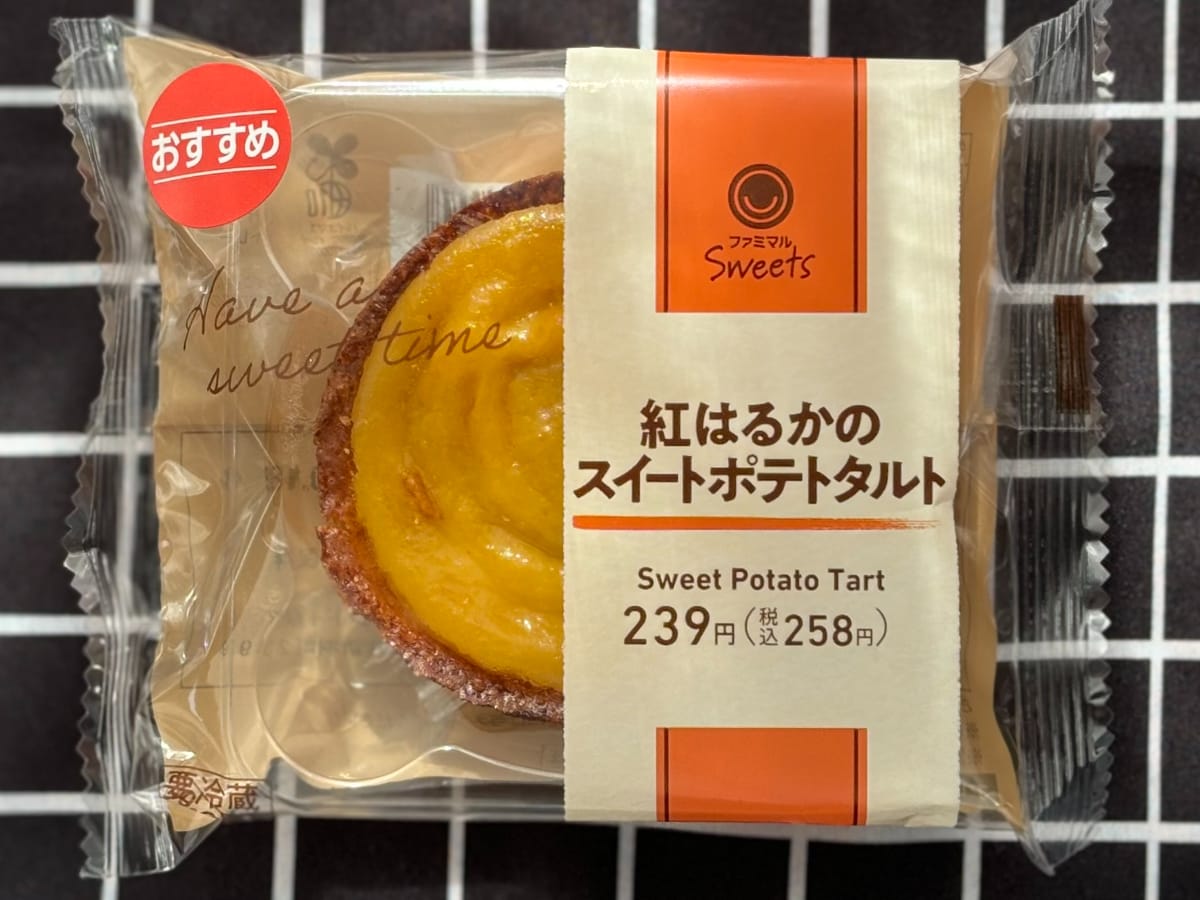 おすすめ
Have a
sweet time
ファミマル
Sweets
紅はるかの
スイートポテトタルト
Sweet Potato Tart
239円(税込258円)
要冷蔵